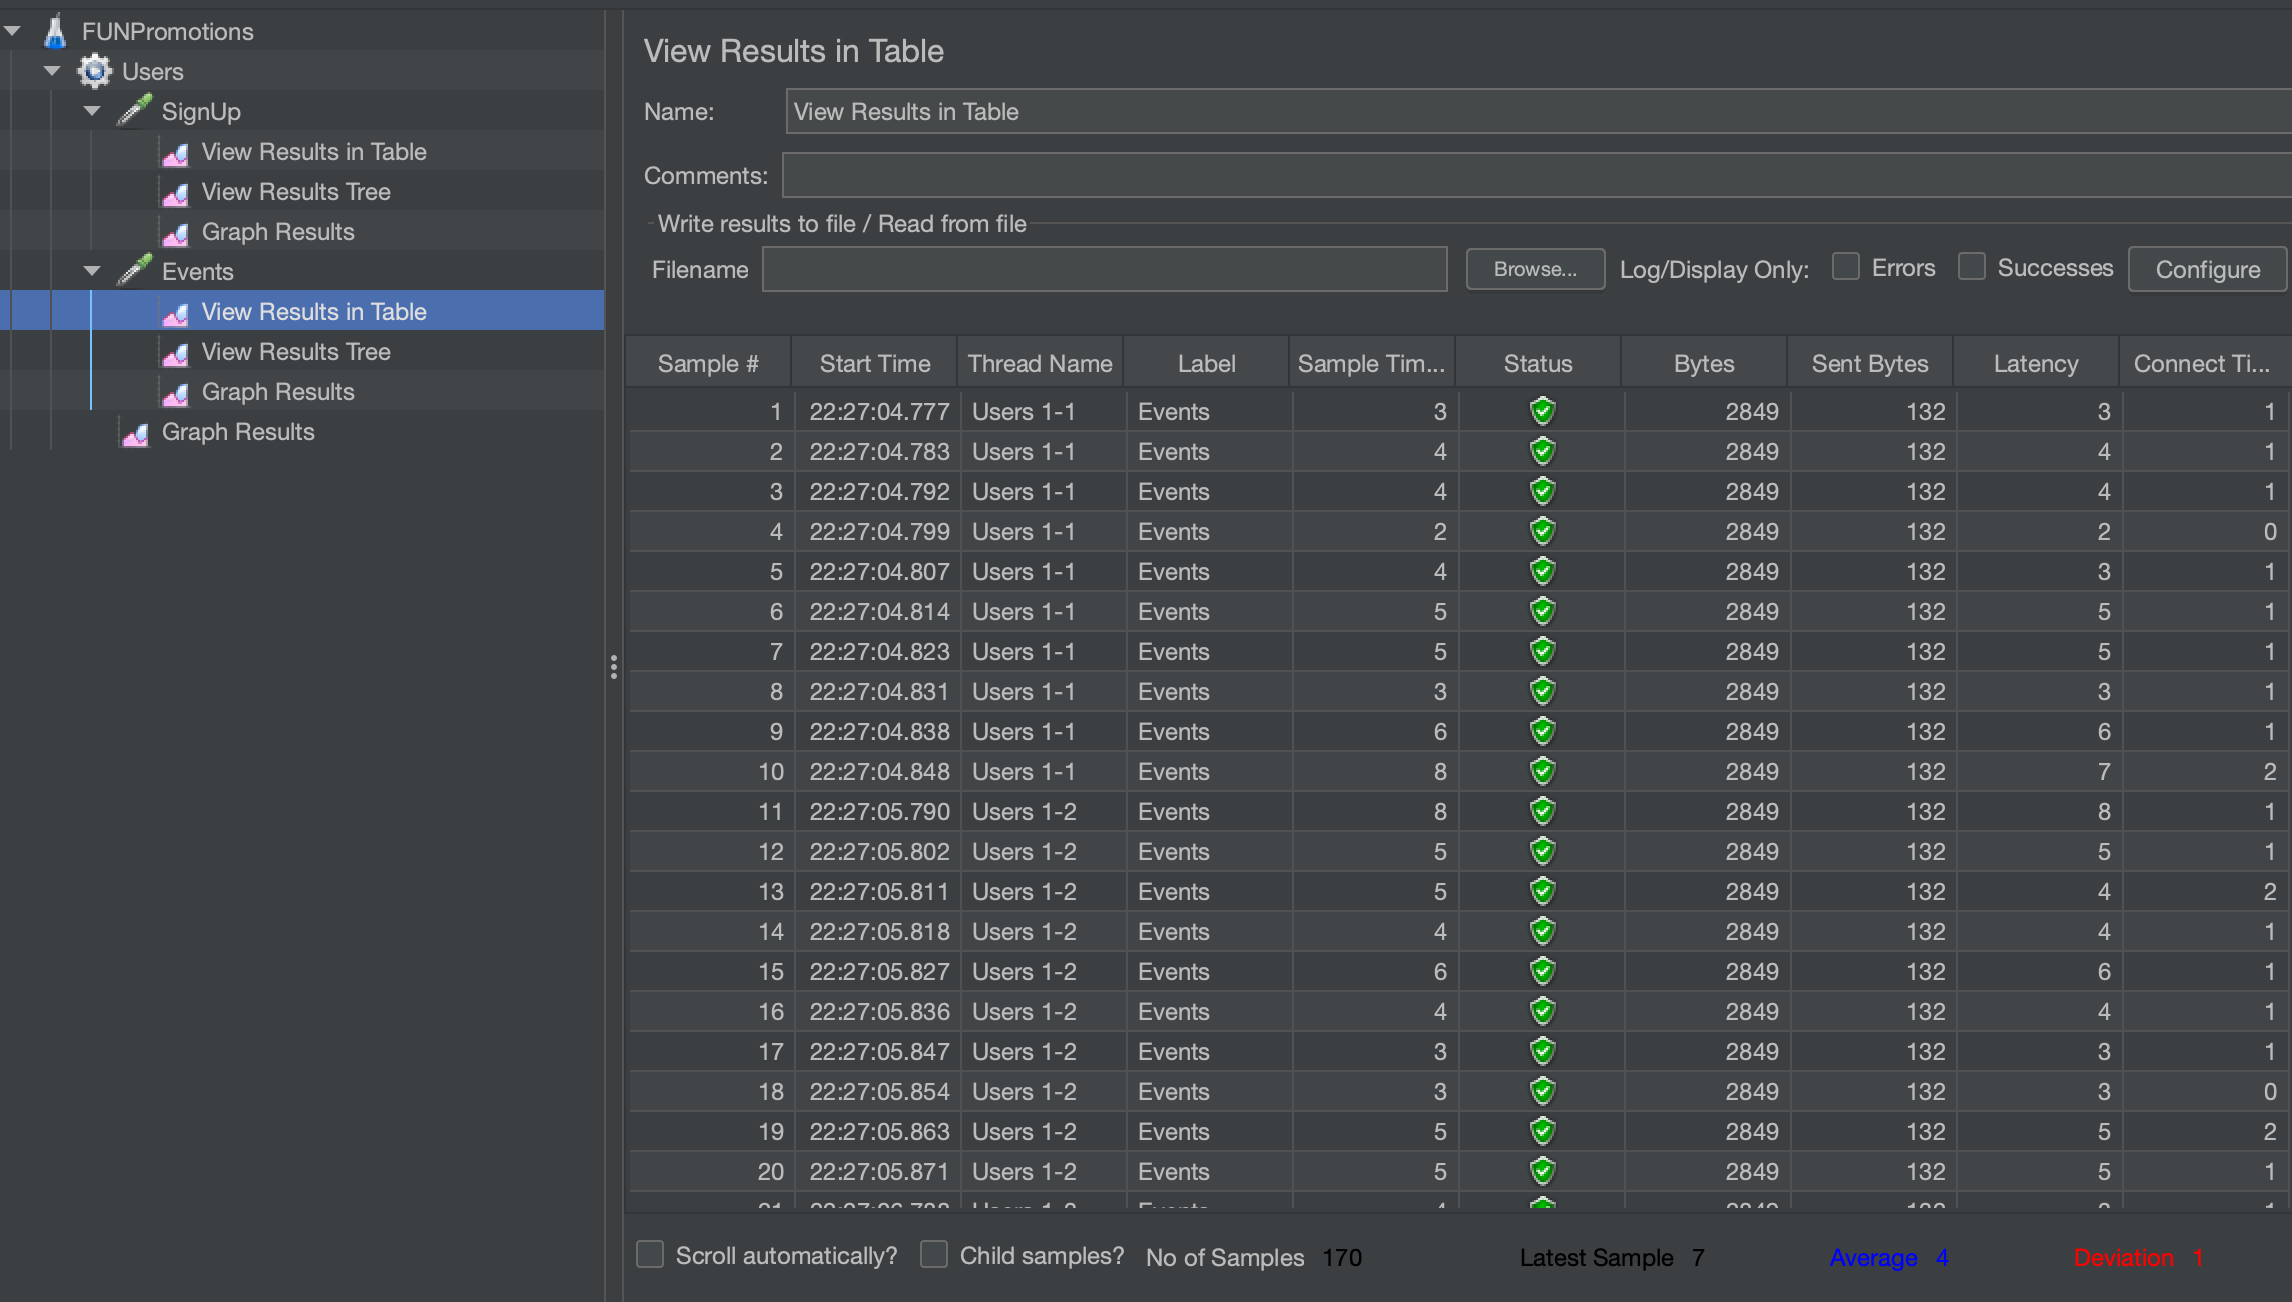 FUNPromotions
Users
SignUp
View Results in Table
View Results Tree
Graph Results
Events
View Results in Table
View Results Tree
Graph Results
Graph Results
View Results in Table
Name: View Results in Table
Comments:
Write results to file / Read from file
Filename Browse... Log/Display Only: Errors Successes Configure
Sample # Start Time Thread Name Label Sample Tim... Status Bytes Sent Bytes Latency Connect Ti...
1 22:27:04.777 Users 1-1 Events 3 2849 132 3 1
2 22:27:04.783 Users 1-1 Events 4 2849 132 4 1
3 22:27:04.792 Users 1-1 Events 4 2849 132 4 1
4 22:27:04.799 Users 1-1 Events 2 2849 132 2 0
5 22:27:04.807 Users 1-1 Events 4 2849 132 3 1
6 22:27:04.814 Users 1-1 Events 5 2849 132 5 1
7 22:27:04.823 Users 1-1 Events 5 2849 132 5 1
8 22:27:04.831 Users 1-1 Events 3 2849 132 3 1
9 22:27:04.838 Users 1-1 Events 6 2849 132 6 1
10 22:27:04.848 Users 1-1 Events 8 2849 132 7 2
11 22:27:05.790 Users 1-2 Events 8 2849 132 8 1
12 22:27:05.802 Users 1-2 Events 5 2849 132 5 1
13 22:27:05.811 Users 1-2 Events 5 2849 132 4 2
14 22:27:05.818 Users 1-2 Events 4 2849 132 4 1
15 22:27:05.827 Users 1-2 Events 6 2849 132 6 1
16 22:27:05.836 Users 1-2 Events 4 2849 132 4 1
17 22:27:05.847 Users 1-2 Events 3 2849 132 3 1
18 22:27:05.854 Users 1-2 Events 3 2849 132 3 0
19 22:27:05.863 Users 1-2 Events 5 2849 132 5 2
20 22:27:05.871 Users 1-2 Events 5 2849 132 5 1
Scroll automatically? Child samples? No of Samples 170 Latest Sample 7 Average 4 Deviation 1